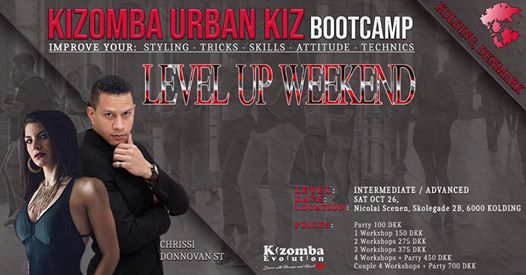 KIZOMBA URBAN KIZ BOOTCAMP
IMPROVE YOUR: STYLING - TRICKS - SKILLS - ATTITUDE - TECHNICS
KOLDING, DENMARK
LEVEL UP WEEKEND
LEVEL: INTERMEDIATE / ADVANCED
DATE: SAT OCT 26,
LOCATION: Nicolai Scenen, Skolegade 2B, 6000 KOLDING
PRICES: Party 100 DKK
1 Workshop 150 DKK
2 Workshops 275 DKK
3 Workshops 375 DKK
4 Workshops + Party 450 DKK
Couple 4 Workshops + Party 700 DKK
CHRISSI
DONNOVAN ST
Kizomba
Evolution